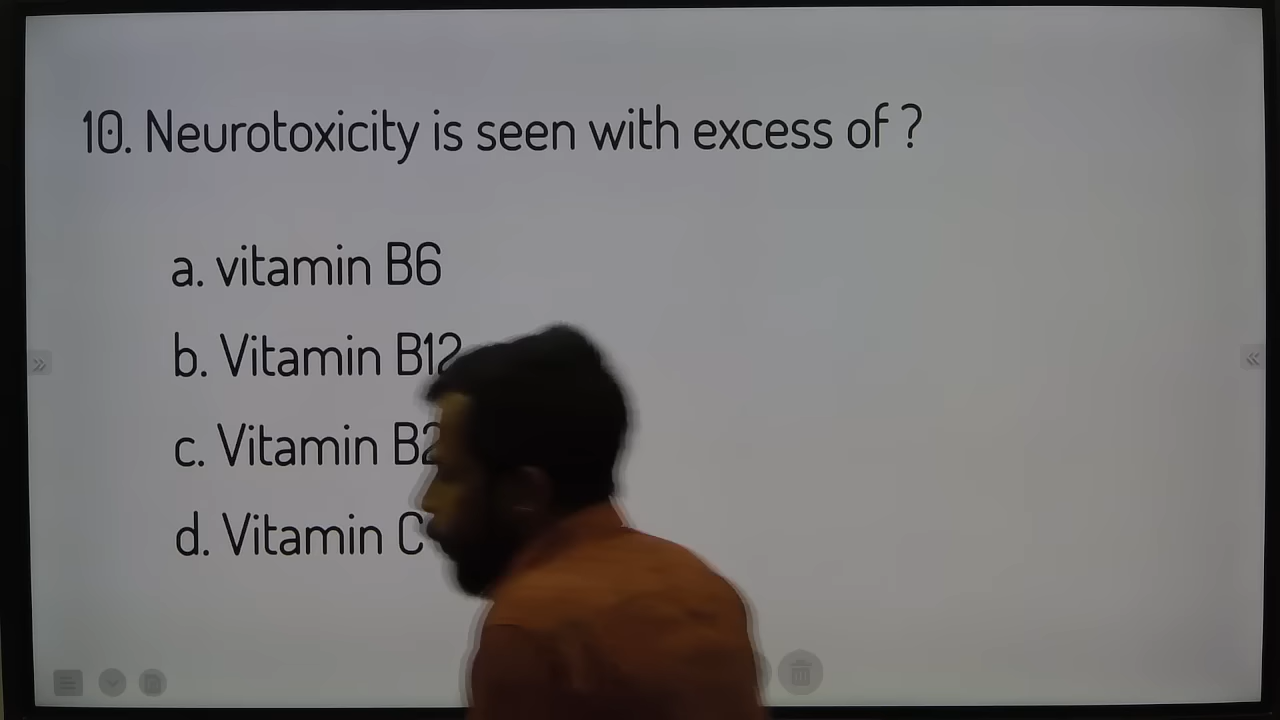 10. Neurotoxicity is seen with excess of ?
a. vitamin B6
b. Vitamin B12
c. Vitamin B2
d. Vitamin C